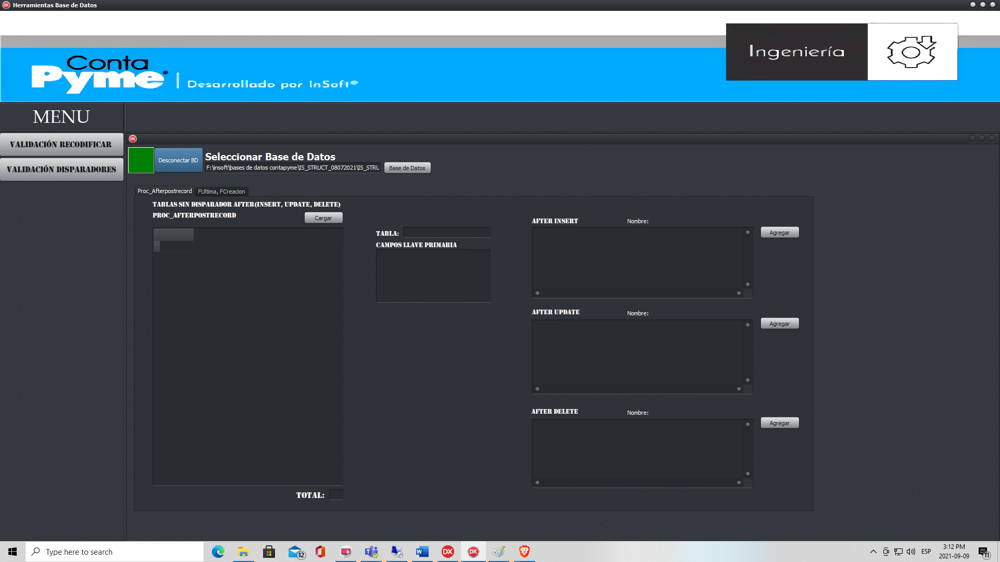 Herramientas Base de Datos
Ingeniería
Conta
Pyme
Desarrollado por InSoft
MENU
VALIDACIÓN RECODIFICAR
VALIDACIÓN DISPARADORES
Desconectar BD
Seleccionar Base de Datos
F:\insoft\bases de datos contapyme\IS_STRUCT_08072021\IS_STRU
Base de Datos
Proc_Afterpostrecord
FUltima, FCreacion
TABLAS SIN DISPARADOR AFTER(INSERT, UPDATE, DELETE)
PROC_AFTERPOSTRECORD
Cargar
TABLA:
CAMPOS LLAVE PRIMARIA
AFTER INSERT
Nombre:
Agregar
AFTER UPDATE
Nombre:
Agregar
AFTER DELETE
Nombre:
Agregar
TOTAL:
Type here to search
12
ESP
3:12 PM
2021-09-09
11